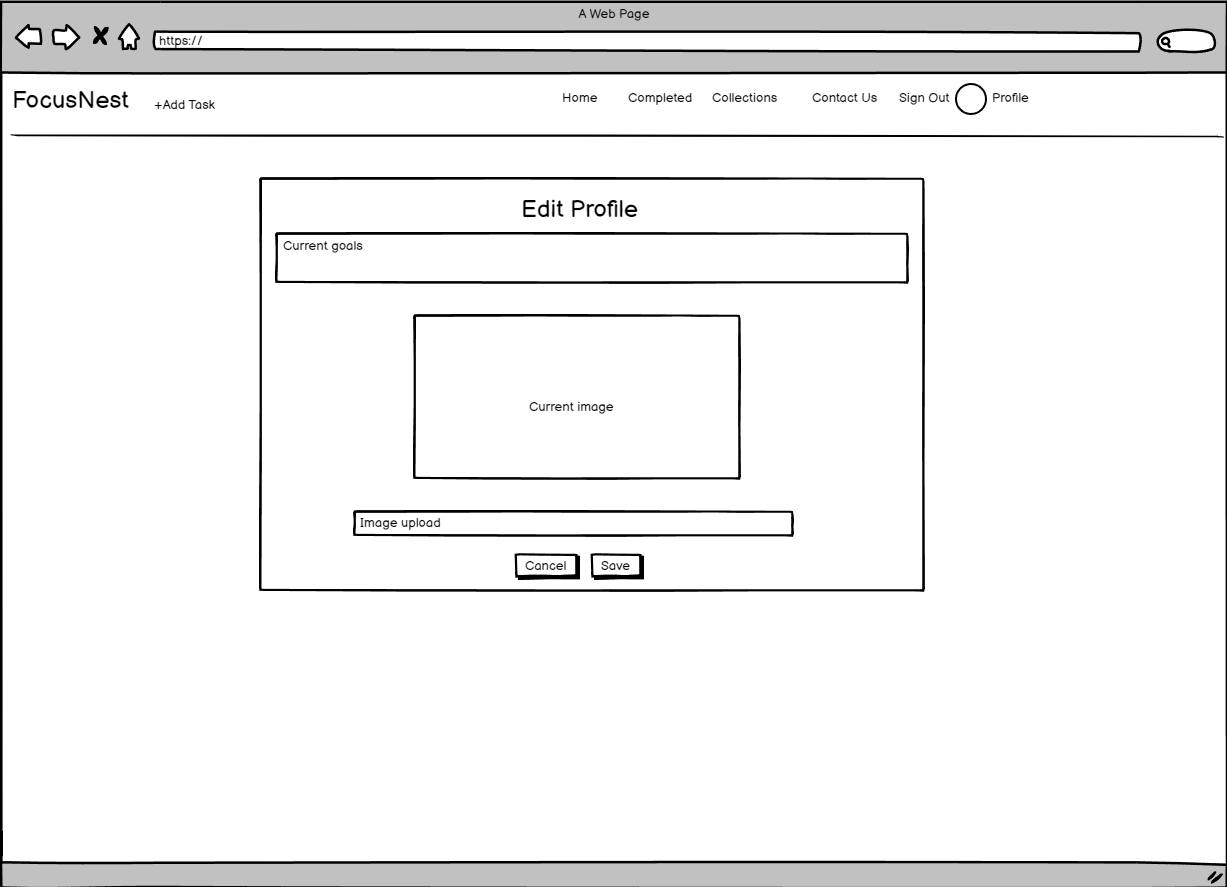 A Web Page
https://
FocusNest
+Add Task
Home
Completed
Collections
Contact Us
Sign Out
Profile
Edit Profile
Current goals
Current image
Image upload
Cancel
Save